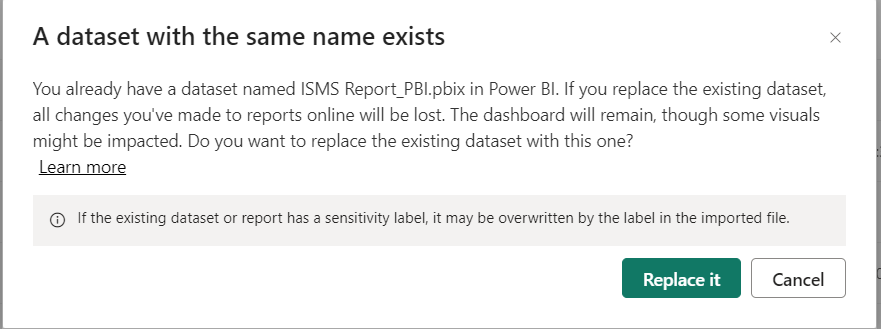 A dataset with the same name exists
You already have a dataset named ISMS Report_PBI.pbix in Power BI. If you replace the existing dataset,
all changes you've made to reports online will be lost. The dashboard will remain, though some visuals
might be impacted. Do you want to replace the existing dataset with this one?
Learn more
If the existing dataset or report has a sensitivity label, it may be overwritten by the label in the imported file.
Replace it
Cancel